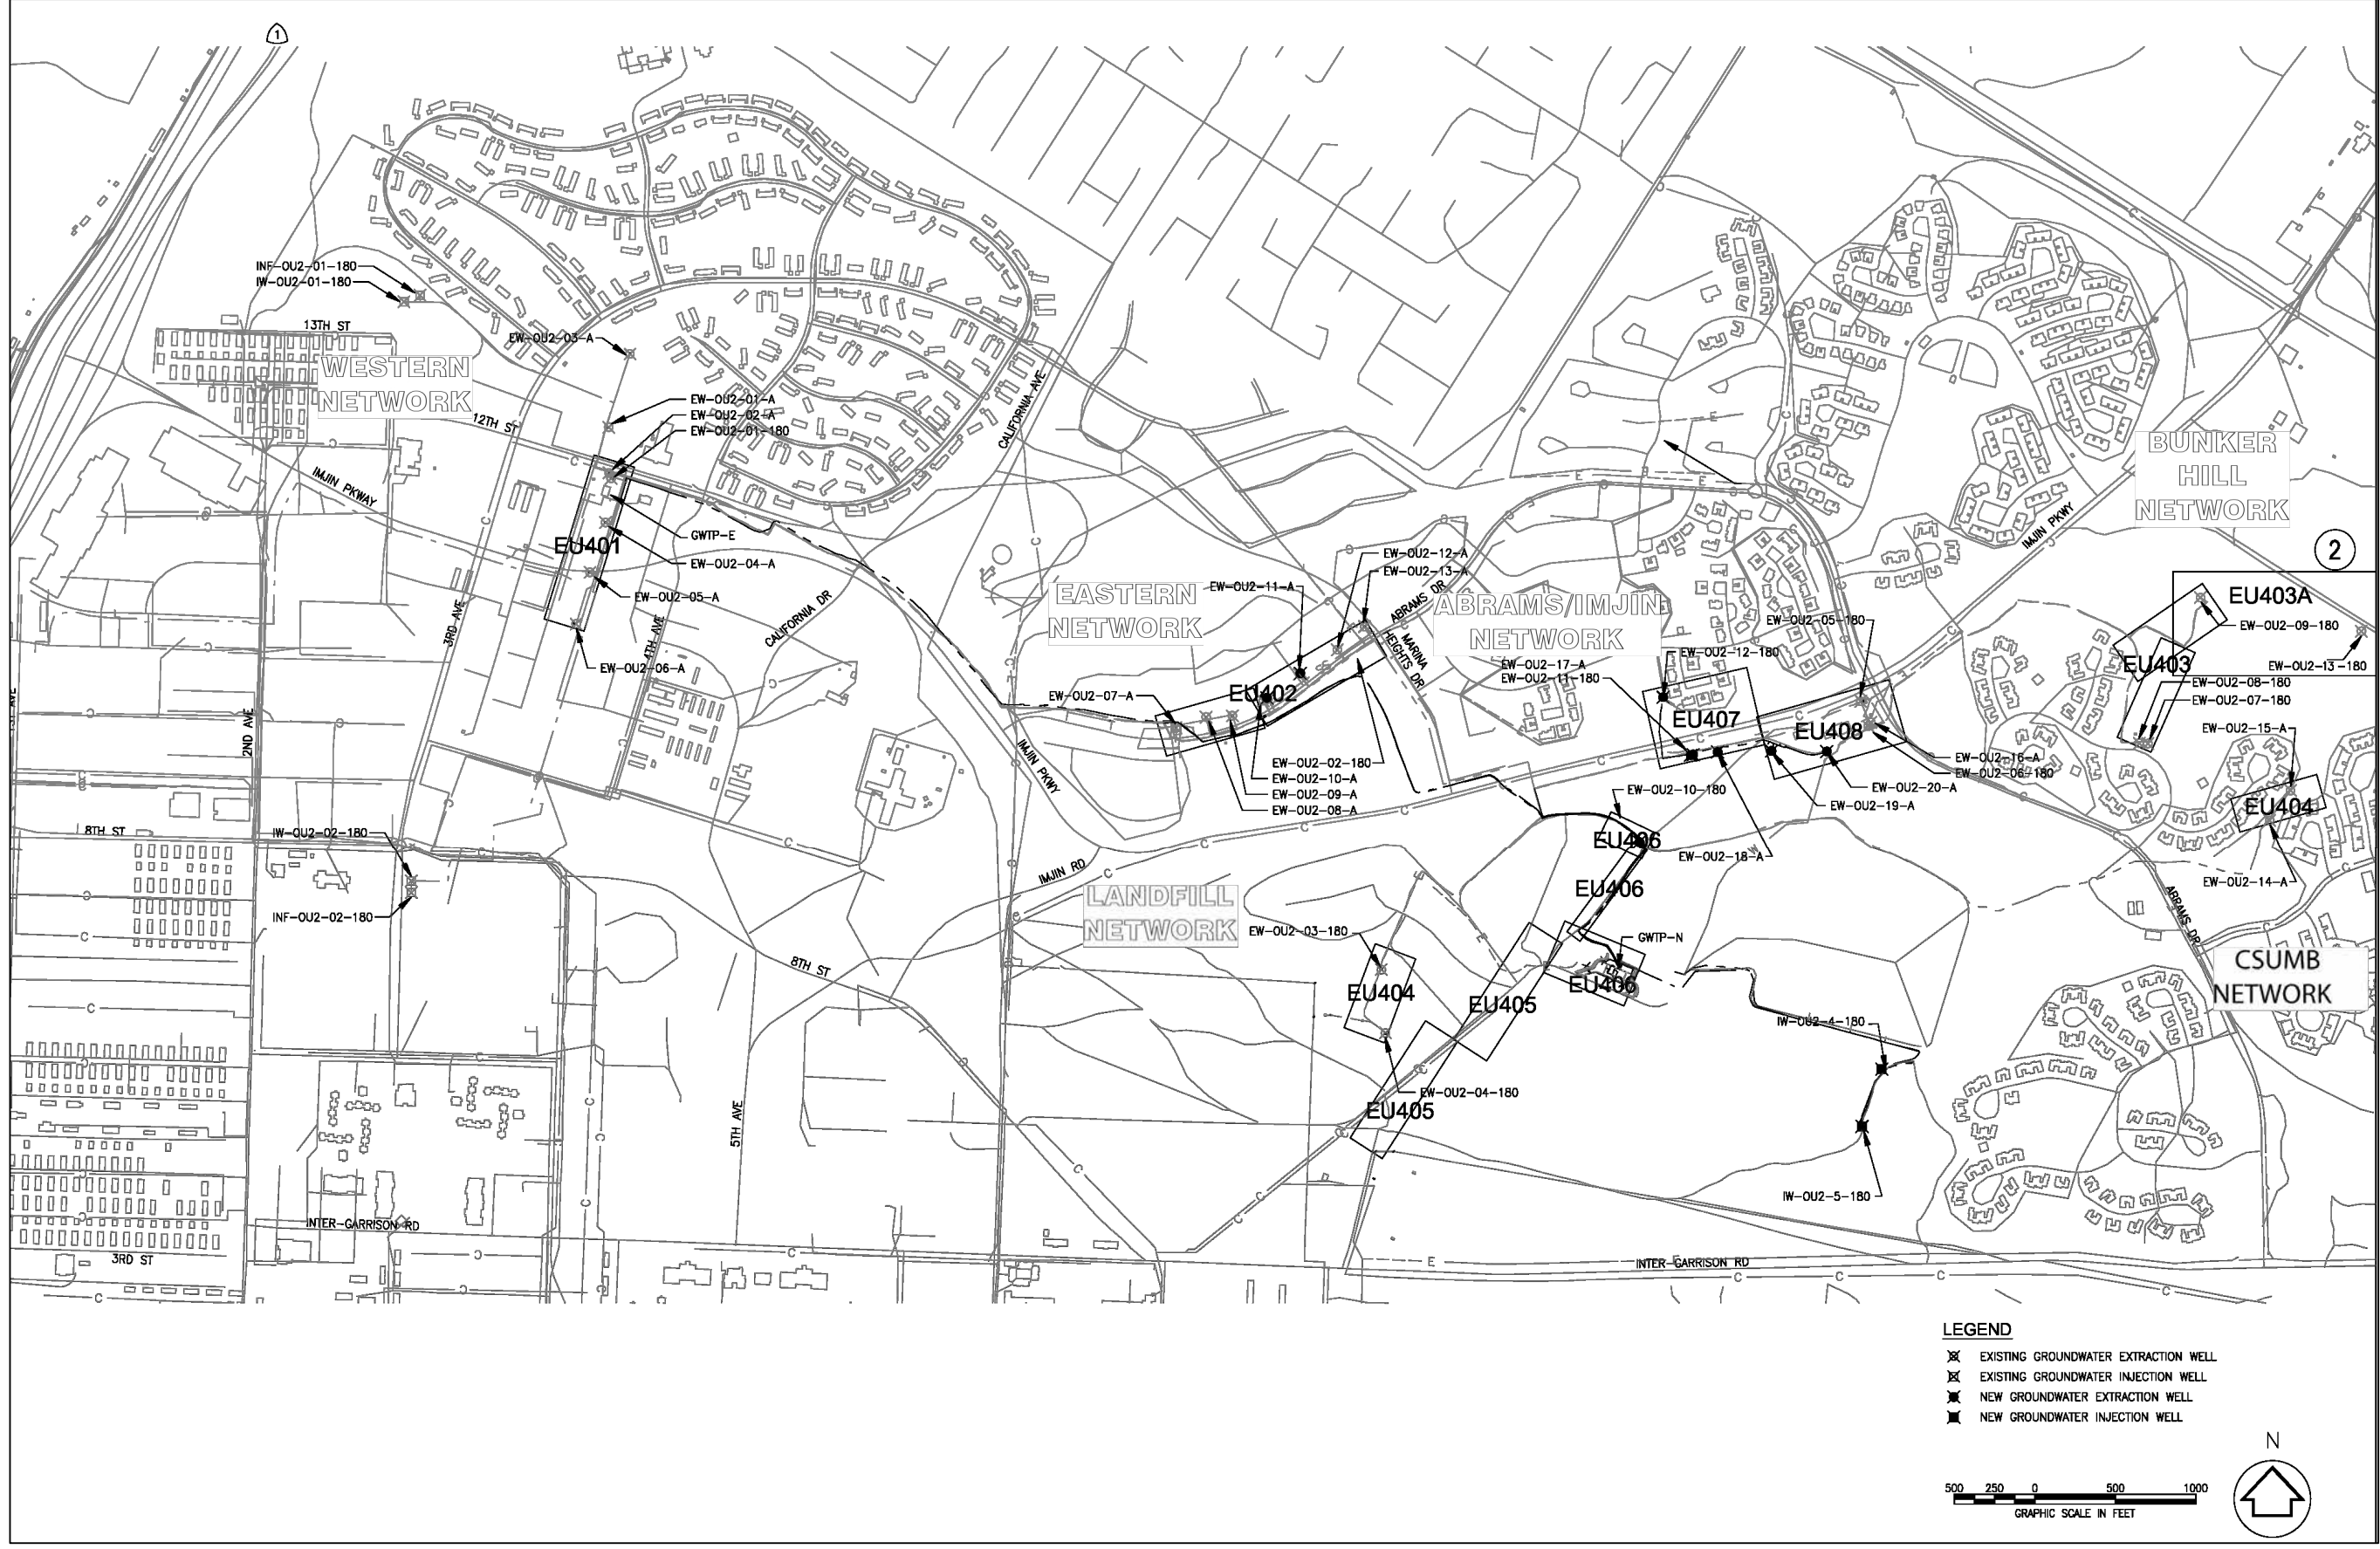 1
INF-OU2-01-180
IW-OU2-01-180
13TH ST
EW-OU2-03-A
WESTERN
NETWORK
EW-OU2-01-A
EW-OU2-02-A
EW-OU2-01-180
12TH ST
IMJIN PKWAY
CALIFORNIA AVE
GWTP-E
EU401
EW-OU2-04-A
EW-OU2-05-A
3RD AVE
4TH AVE
CALIFORNIA DR
EW-OU2-06-A
2ND AVE
IMJIN PKWY
EASTERN
NETWORK
EW-OU2-11-A
EW-OU2-12-A
EW-OU2-13-A
ABRAMS DR
MARINA
HEIGHTS DR
EW-OU2-07-A
EU402
EW-OU2-02-180
EW-OU2-10-A
EW-OU2-09-A
EW-OU2-08-A
ABRAMS/IMJIN
NETWORK
EW-OU2-17-A
EW-OU2-11-180
EW-OU2-12-180
EW-OU2-05-180
EU407
EU408
EW-OU2-16-A
EW-OU2-06-180
EW-OU2-20-A
EW-OU2-19-A
EW-OU2-10-180
EW-OU2-18-A
IMJIN PKWY
BUNKER
HILL
NETWORK
2
EU403A
EW-OU2-09-180
EW-OU2-13-180
EU403
EW-OU2-08-180
EW-OU2-07-180
EW-OU2-15-A
EU404
EW-OU2-14-A
ABRAMS DR
CSUMB
NETWORK
8TH ST
IW-OU2-02-180
INF-OU2-02-180
IMJIN RD
LANDFILL
NETWORK
EW-OU2-03-180
8TH ST
EU406
EU406
GWTP-N
EU406
EU404
EU405
EW-OU2-04-180
EU405
5TH AVE
IW-OU2-4-180
IW-OU2-5-180
INTER-GARRISON RD
3RD ST
INTER-GARRISON RD
LEGEND
EXISTING GROUNDWATER EXTRACTION WELL
EXISTING GROUNDWATER INJECTION WELL
NEW GROUNDWATER EXTRACTION WELL
NEW GROUNDWATER INJECTION WELL
N
500 250 0 500 1000
GRAPHIC SCALE IN FEET